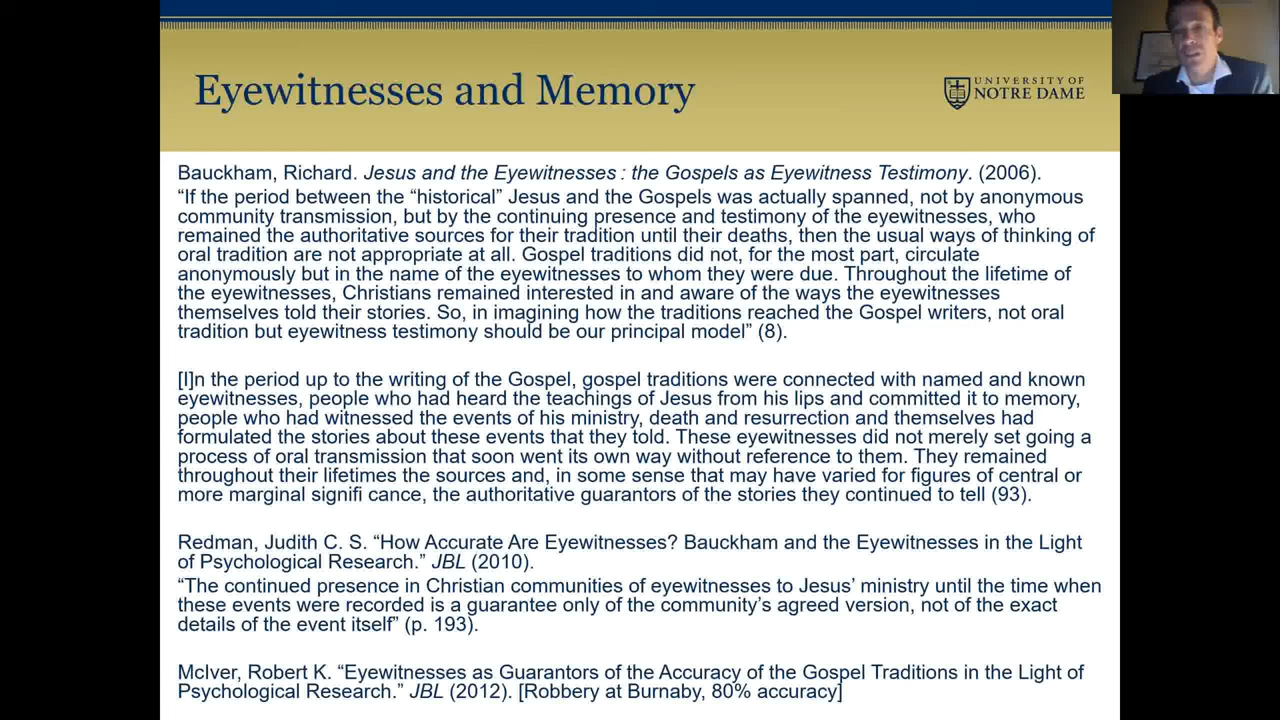 Eyewitnesses and Memory
UNIVERSITY OF
NOTRE DAME
Bauckham, Richard. Jesus and the Eyewitnesses : the Gospels as Eyewitness Testimony. (2006).
“If the period between the “historical” Jesus and the Gospels was actually spanned, not by anonymous
community transmission, but by the continuing presence and testimony of the eyewitnesses, who
remained the authoritative sources for their tradition until their deaths, then the usual ways of thinking of
oral tradition are not appropriate at all. Gospel traditions did not, for the most part, circulate
anonymously but in the name of the eyewitnesses to whom they were due. Throughout the lifetime of
the eyewitnesses, Christians remained interested in and aware of the ways the eyewitnesses
themselves told their stories. So, in imagining how the traditions reached the Gospel writers, not oral
tradition but eyewitness testimony should be our principal model” (8).
[I]n the period up to the writing of the Gospel, gospel traditions were connected with named and known
eyewitnesses, people who had heard the teachings of Jesus from his lips and committed it to memory,
people who had witnessed the events of his ministry, death and resurrection and themselves had
formulated the stories about these events that they told. These eyewitnesses did not merely set going a
process of oral transmission that soon went its own way without reference to them. They remained
throughout their lifetimes the sources and, in some sense that may have varied for figures of central or
more marginal signifi cance, the authoritative guarantors of the stories they continued to tell (93).
Redman, Judith C. S. “How Accurate Are Eyewitnesses? Bauckham and the Eyewitnesses in the Light
of Psychological Research.” JBL (2010).
“The continued presence in Christian communities of eyewitnesses to Jesus’ ministry until the time when
these events were recorded is a guarantee only of the community’s agreed version, not of the exact
details of the event itself” (p. 193).
McIver, Robert K. “Eyewitnesses as Guarantors of the Accuracy of the Gospel Traditions in the Light of
Psychological Research.” JBL (2012). [Robbery at Burnaby, 80% accuracy]